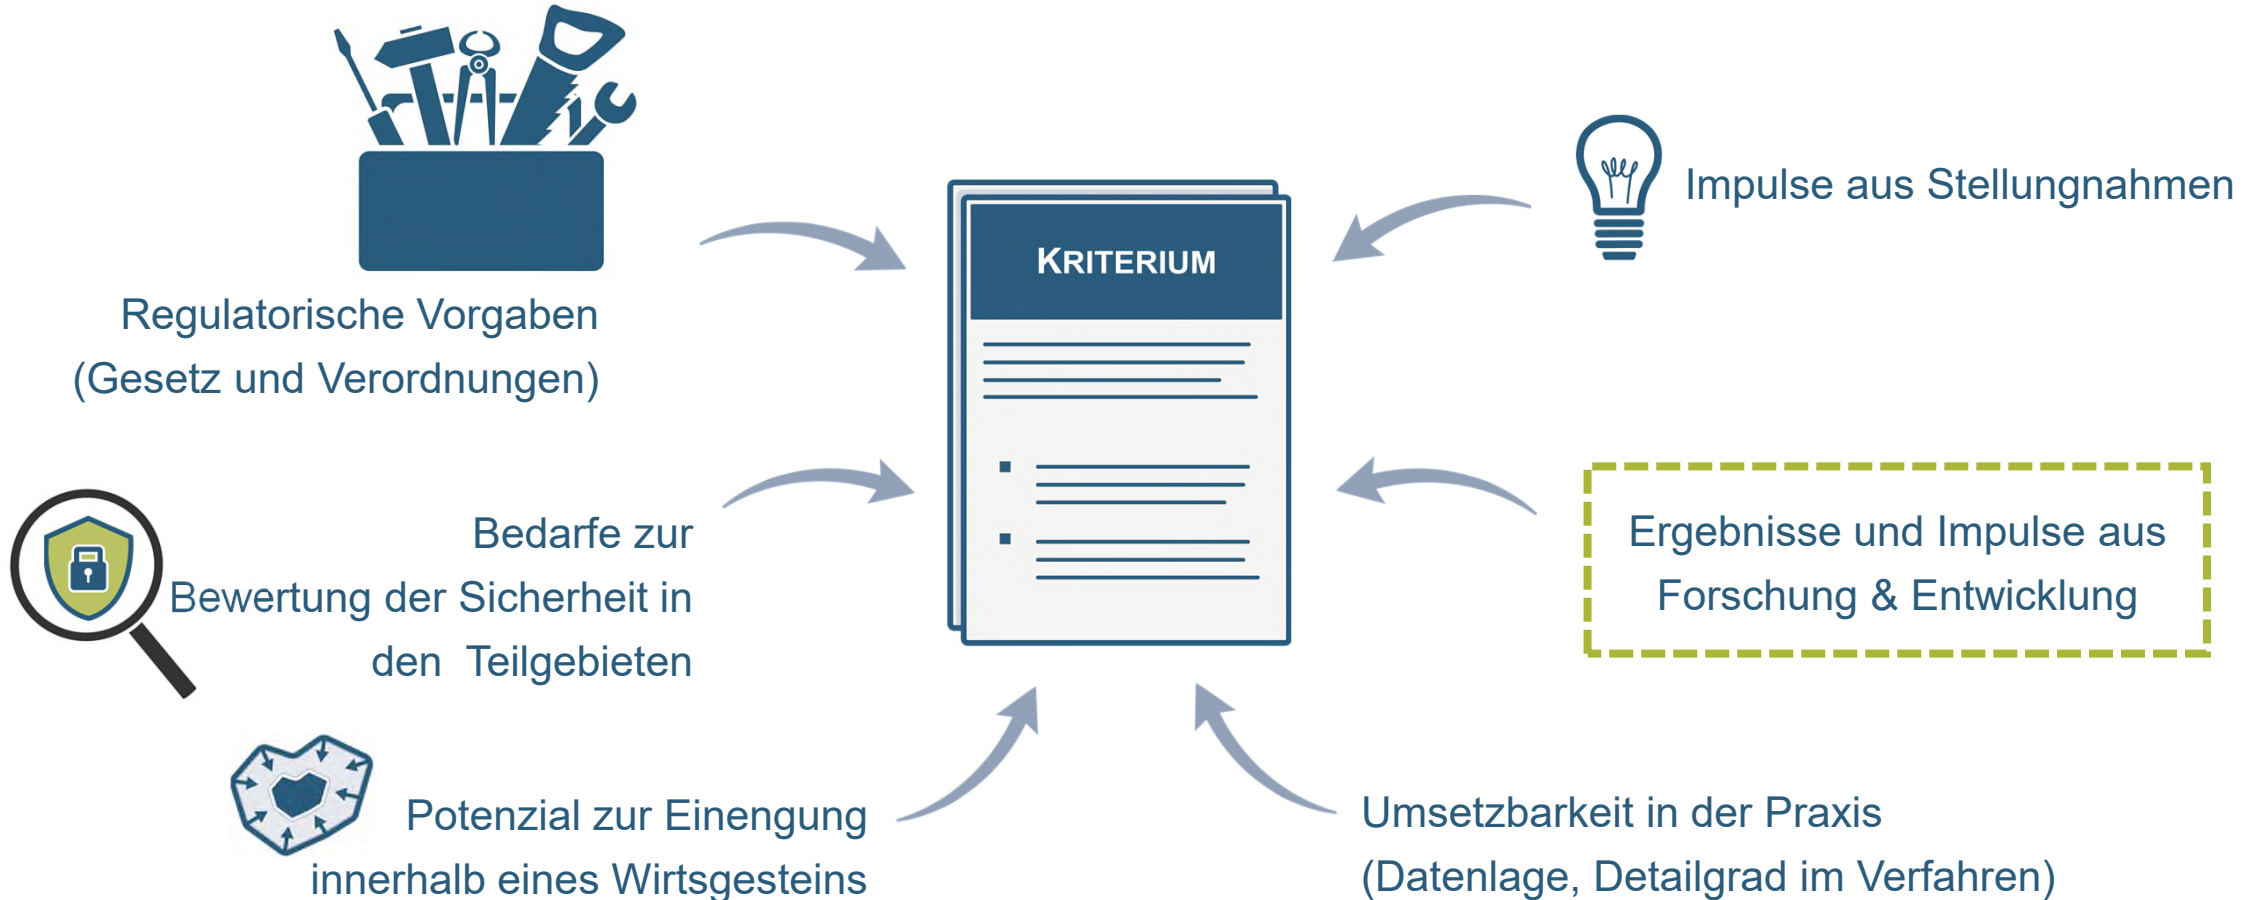 KRITERIUM
Regulatorische Vorgaben
(Gesetz und Verordnungen)
Bedarfe zur
Bewertung der Sicherheit in
den Teilgebieten
Potenzial zur Einengung
innerhalb eines Wirtsgesteins
Impulse aus Stellungnahmen
Ergebnisse und Impulse aus
Forschung & Entwicklung
Umsetzbarkeit in der Praxis
(Datenlage, Detailgrad im Verfahren)